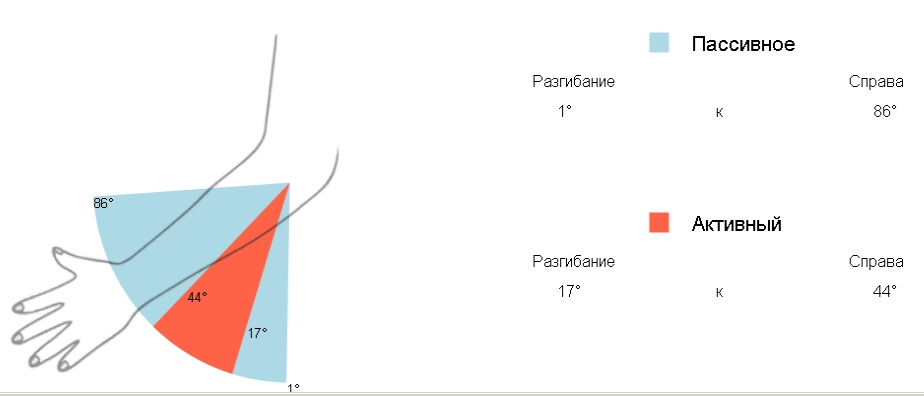 Пассивное
Разгибание Справа
1° к 86°
Активный
Разгибание Справа
17° к 44°
86°
44°
17°
1°